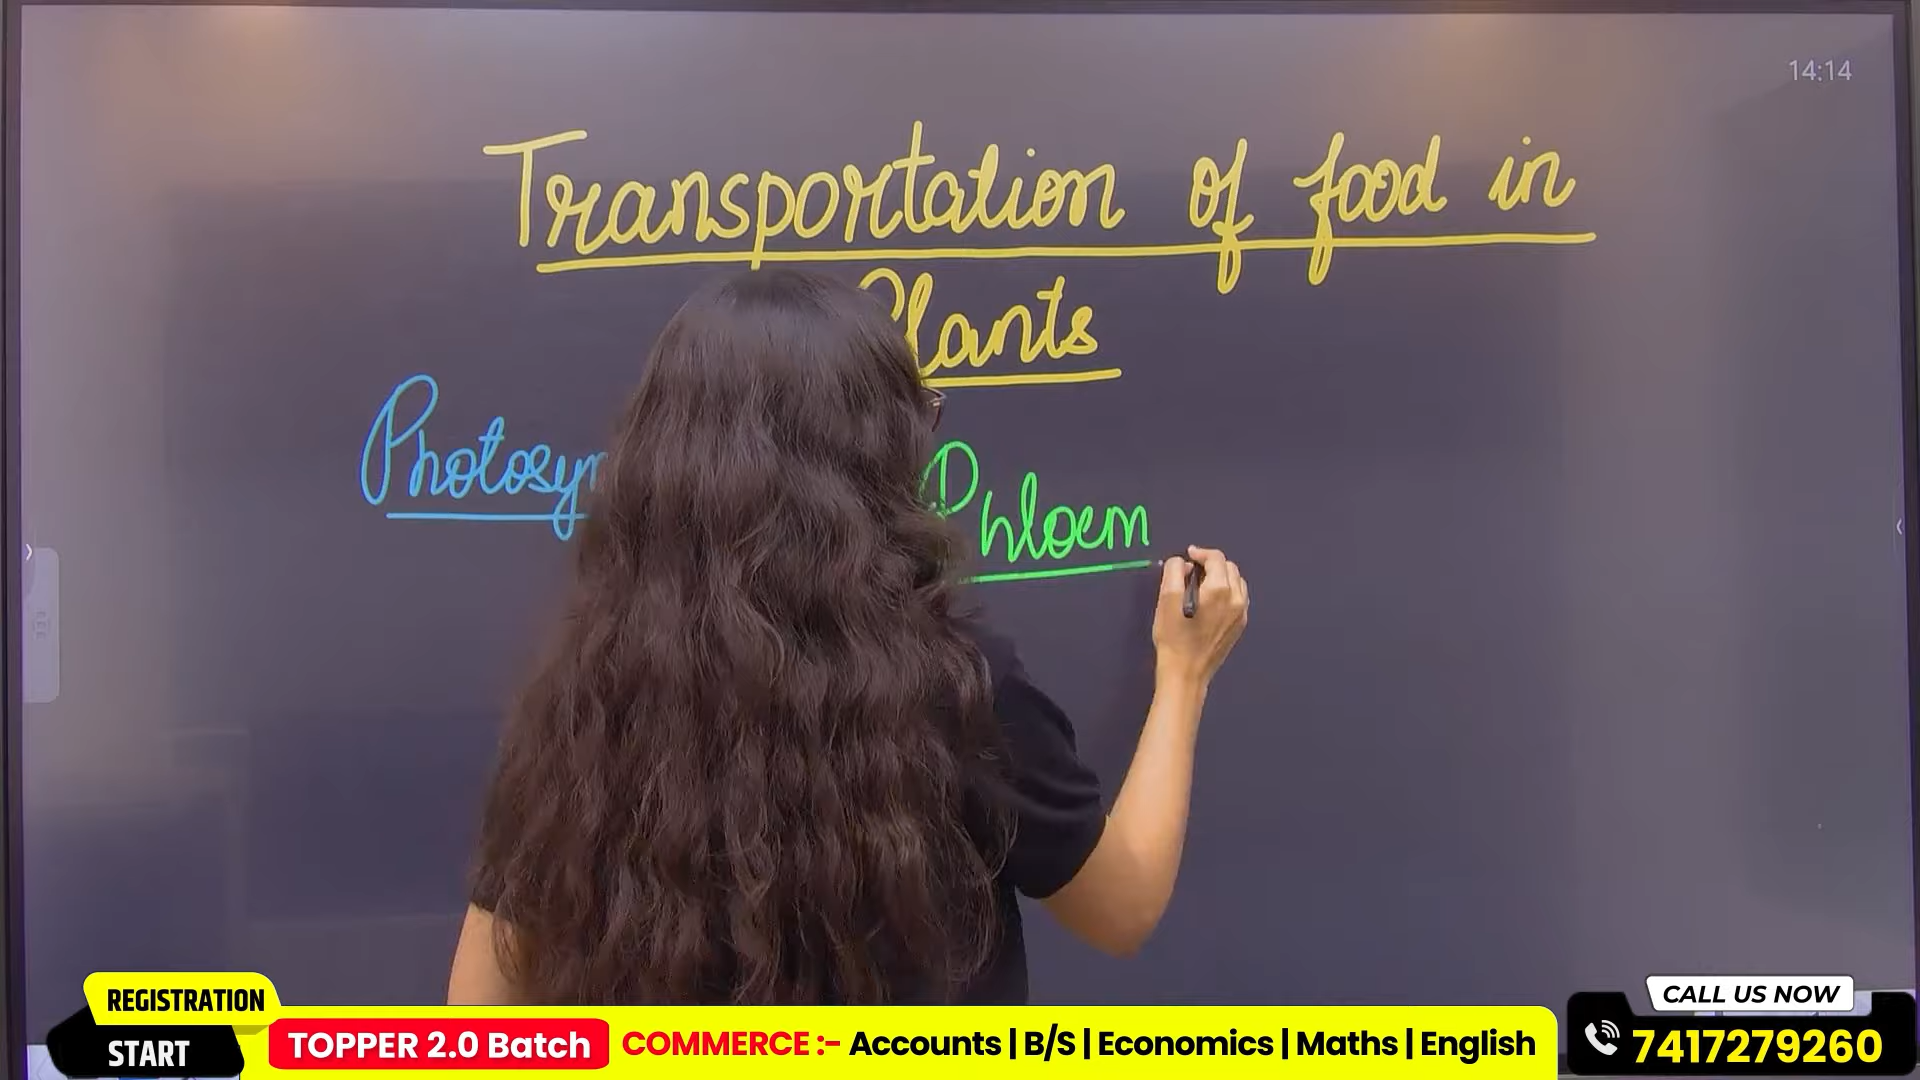 14:14
Transportation of food in
Plants
Photosyn
Phloem
REGISTRATION
START
TOPPER 2.0 Batch
COMMERCE :- Accounts | B/S | Economics | Maths | English
CALL US NOW
7417279260